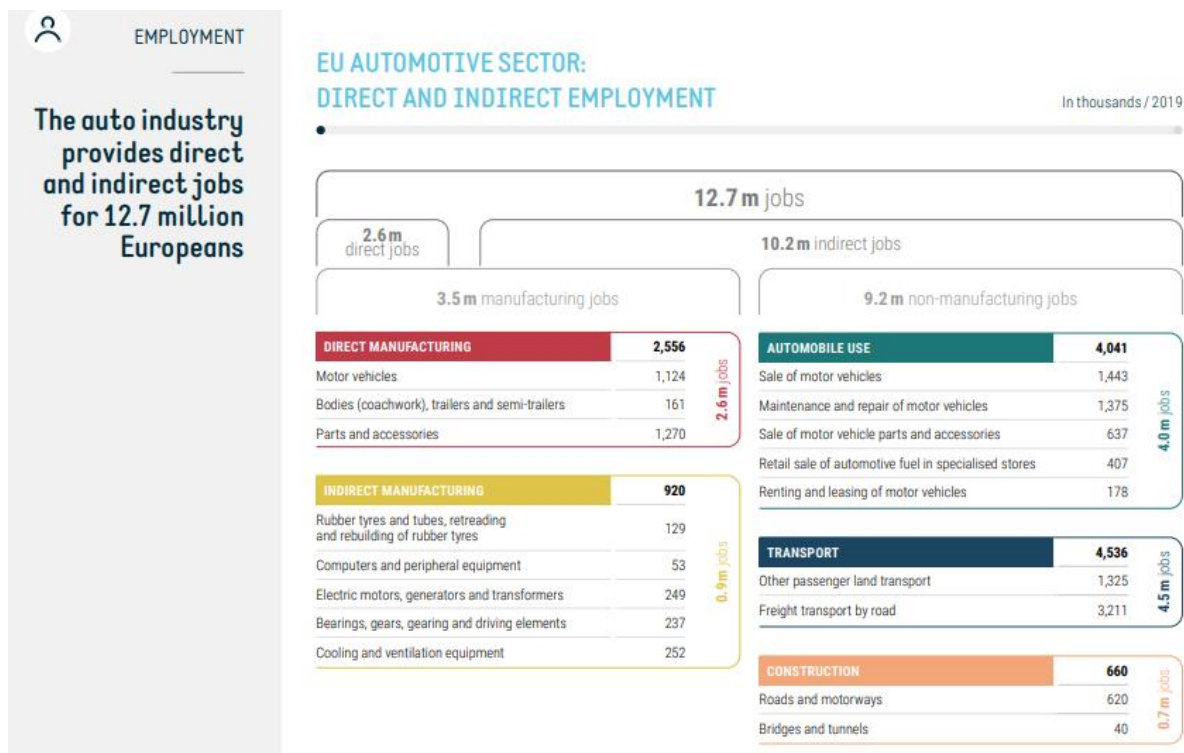 EMPLOYMENT
The auto industry
provides direct
and indirect jobs
for 12.7 million
Europeans
EU AUTOMOTIVE SECTOR:
DIRECT AND INDIRECT EMPLOYMENT
In thousands / 2019
12.7 m jobs
2.6 m
direct jobs
10.2 m indirect jobs
3.5 m manufacturing jobs
9.2 m non-manufacturing jobs
DIRECT MANUFACTURING 2,556
Motor vehicles 1,124
Bodies (coachwork), trailers and semi-trailers 161
Parts and accessories 1,270
2.6 m jobs
INDIRECT MANUFACTURING 920
Rubber tyres and tubes, retreading
and rebuilding of rubber tyres 129
Computers and peripheral equipment 53
Electric motors, generators and transformers 249
Bearings, gears, gearing and driving elements 237
Cooling and ventilation equipment 252
0.9m jobs
AUTOMOBILE USE 4,041
Sale of motor vehicles 1,443
Maintenance and repair of motor vehicles 1,375
Sale of motor vehicle parts and accessories 637
Retail sale of automotive fuel in specialised stores 407
Renting and leasing of motor vehicles 178
4.0 m jobs
TRANSPORT 4,536
Other passenger land transport 1,325
Freight transport by road 3,211
4.5 m jobs
CONSTRUCTION 660
Roads and motorways 620
Bridges and tunnels 40
0.7 m jobs